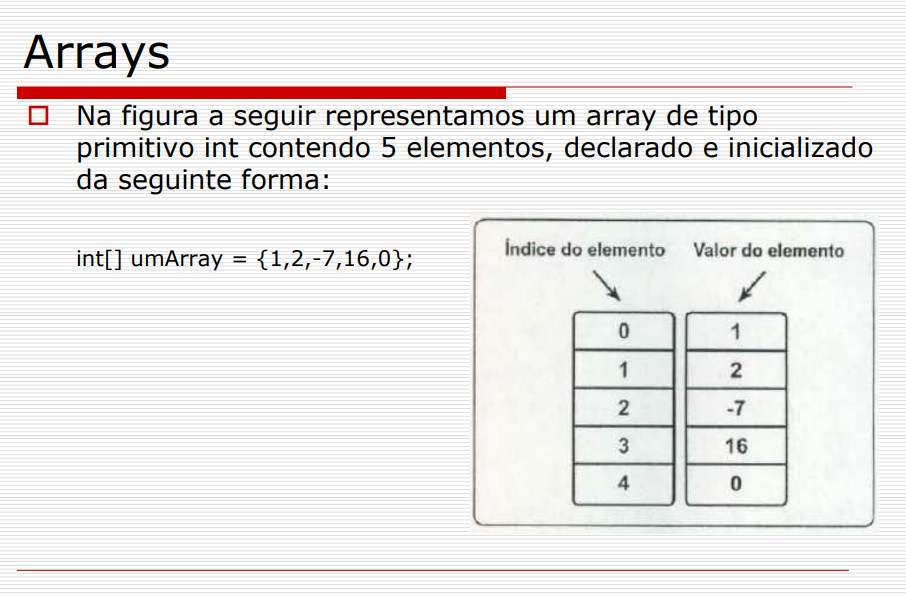 Arrays
Na figura a seguir representamos um array de tipo
primitivo int contendo 5 elementos, declarado e inicializado
da seguinte forma:
int[] umArray = {1,2,-7,16,0};
Índice do elemento Valor do elemento
0 1
1 2
2 -7
3 16
4 0